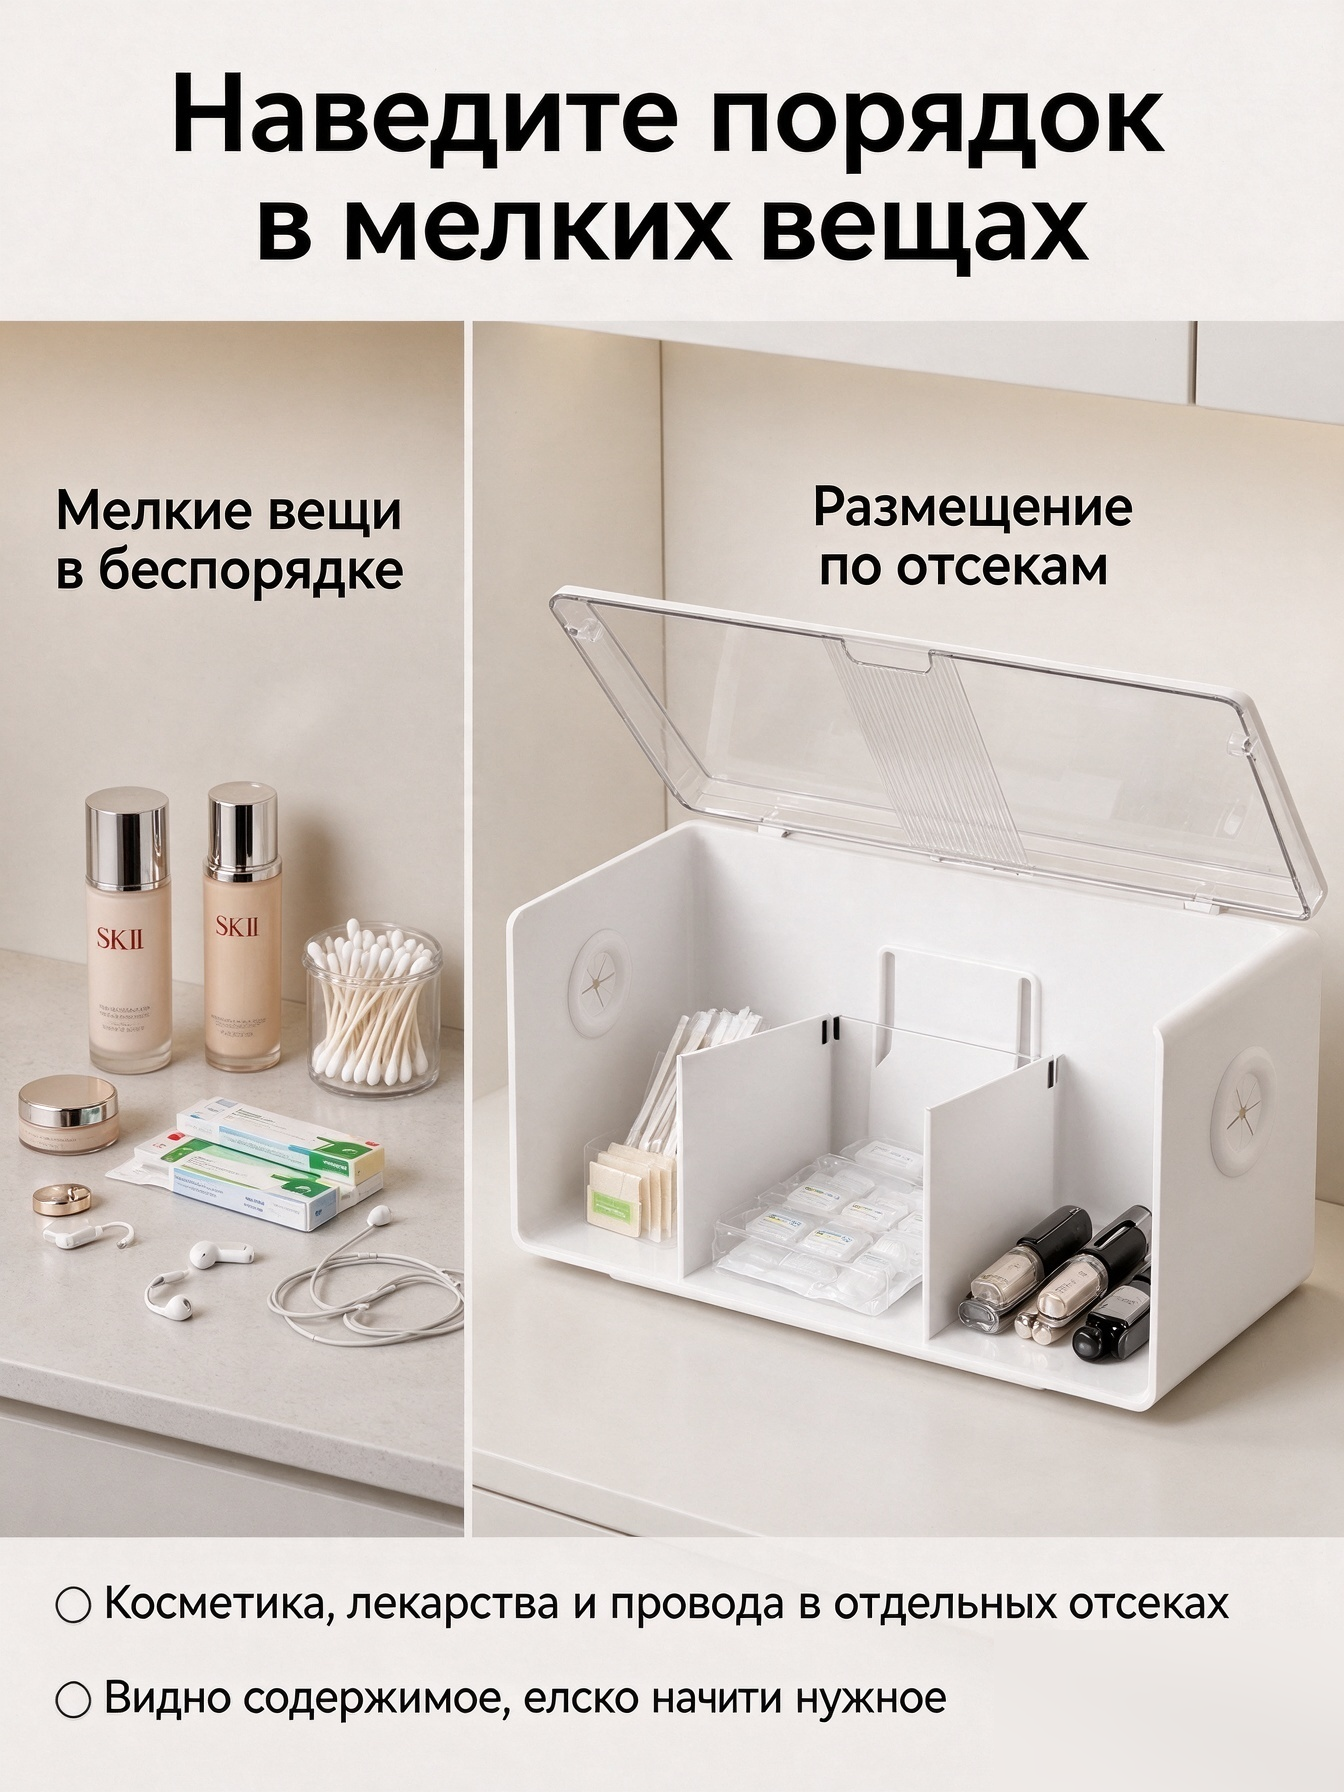 Наведите порядок
в мелких вещах
Мелкие вещи
в беспорядке
Размещение
по отсекам
SKII
SKII
Косметика, лекарства и провода в отдельных отсеках
Видно содержимое, елско начити нужное